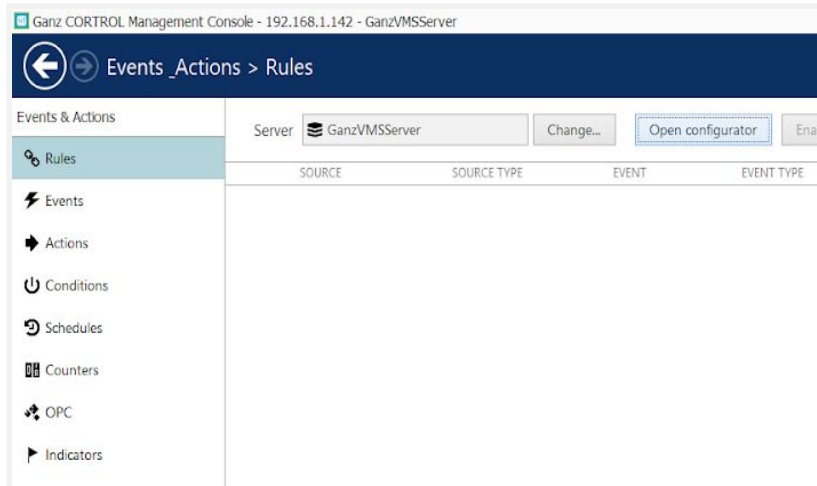 Ganz CORTROL Management Console - 192.168.1.142 - GanzVMSServer
Events _Actions > Rules
Events & Actions
Server GanzVMSServer Change... Open configurator Ena
Rules
SOURCE SOURCE TYPE EVENT EVENT TYPE
Events
Actions
Conditions
Schedules
Counters
OPC
Indicators